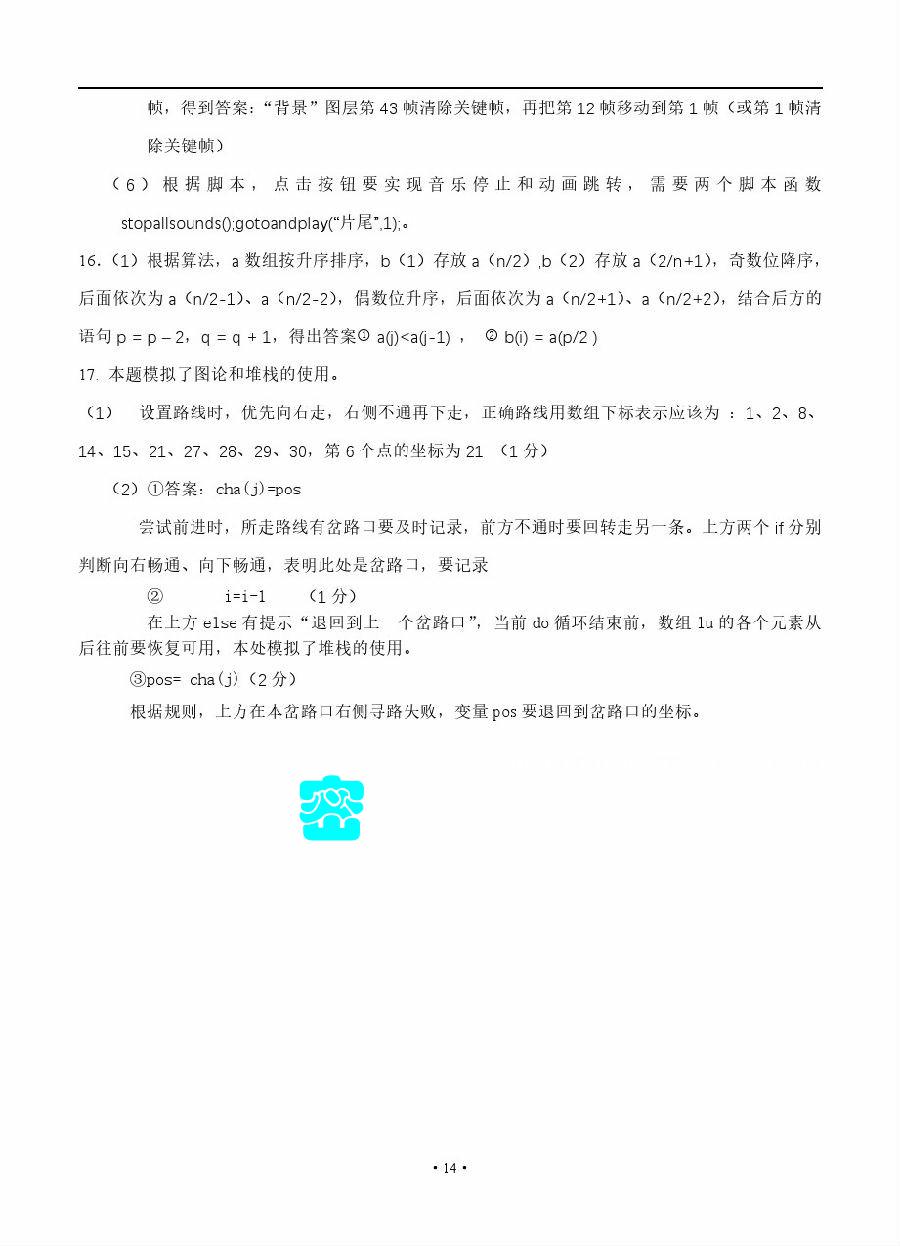 帧，得到答案：“背景”图层第 43 帧清除关键帧，再把第 12 帧移动到第 1 帧（或第 1 帧清
除关键帧）
（6）根据脚本，点击按钮要实现音乐停止和动画跳转，需要两个脚本函数
stopallsounds();gotoandplay(“片尾”,1);。
16.（1）根据算法，a 数组按升序排序，b（1）存放 a（n/2）,b（2）存放 a（2/n+1），奇数位降序，
后面依次为 a（n/2-1）、a（n/2-2），偶数位升序，后面依次为 a（n/2+1）、a（n/2+2），结合后方的
语句 p = p – 2，q = q + 1，得出答案① a(j)<a(j-1) ， ② b(i) = a(p/2 )
17. 本题模拟了图论和堆栈的使用。
（1） 设置路线时，优先向右走，右侧不通再下走，正确路线用数组下标表示应该为 ：1、2、8、
14、15、21、27、28、29、30，第 6 个点的坐标为 21 （1 分）
（2）①答案：cha(j)=pos
尝试前进时，所走路线有岔路口要及时记录，前方不通时要回转走另一条。上方两个 if 分别
判断向右畅通、向下畅通，表明此处是岔路口，要记录
② i=i-1 （1 分）
在上方 else 有提示“退回到上 个岔路口”，当前 do 循环结束前，数组 lu 的各个元素从
后往前要恢复可用，本处模拟了堆栈的使用。
③pos= cha(j)（2 分）
根据规则，上方在本岔路口右侧寻路失败，变量 pos 要退回到岔路口的坐标。
• 14 •